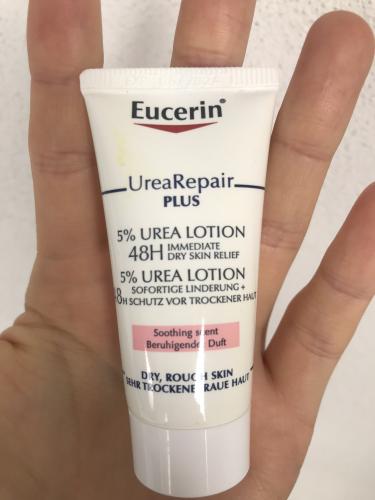 Eucerin®
UreaRepair
PLUS
5% UREA LOTION
48H IMMEDIATE
DRY SKIN RELIEF
5% UREA LOTION
SOFORTIGE LINDERUNG +
8H SCHUTZ VOR TROCKENER HAUT
Soothing scent
Beruhigender Duft
DRY, ROUGH SKIN
SEHR TROCKENE, RAUE HAUT